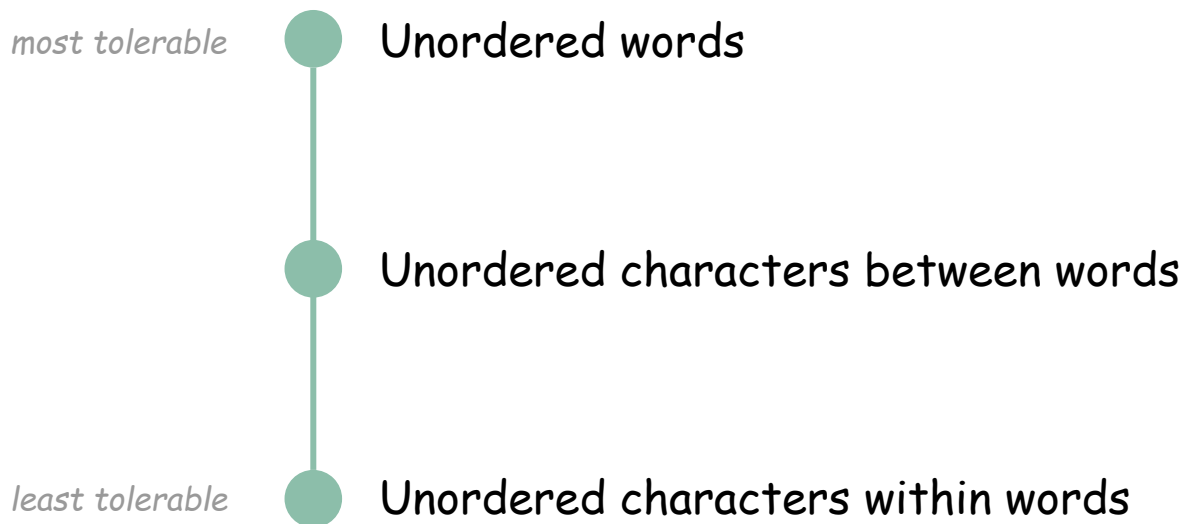 most tolerable Unordered words
Unordered characters between words
least tolerable Unordered characters within words